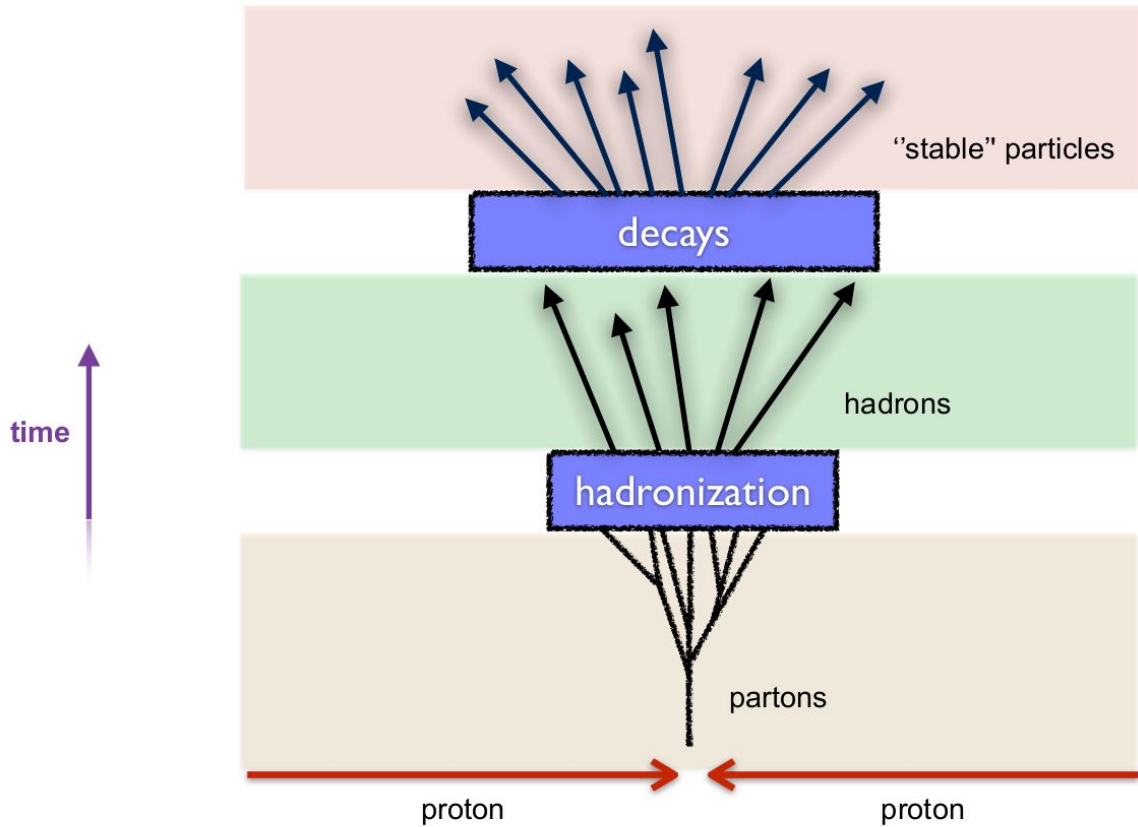 ‘’stable" particles
decays
hadrons
time
hadronization
partons
proton
proton